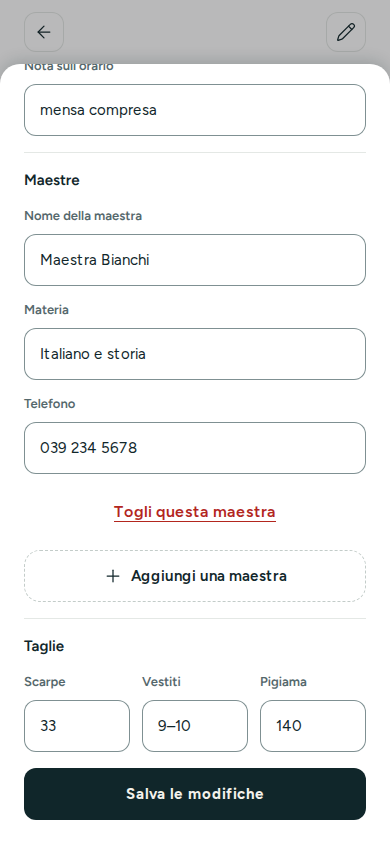 Nota sull'orario
mensa compresa
Maestre
Nome della maestra
Maestra Bianchi
Materia
Italiano e storia
Telefono
039 234 5678
Togli questa maestra
Aggiungi una maestra
Taglie
Scarpe Vestiti Pigiama
33 9–10 140
Salva le modifiche